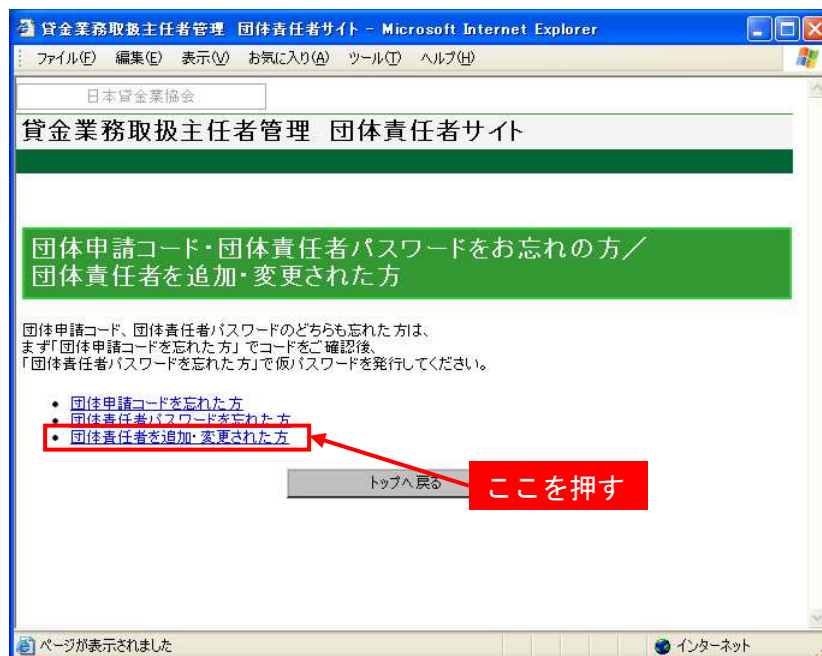 貸金業務取扱主任者管理 団体責任者サイト - Microsoft Internet Explorer
ファイル(F) 編集(E) 表示(V) お気に入り(A) ツール(T) ヘルプ(H)
日本貸金業協会
貸金業務取扱主任者管理 団体責任者サイト
団体申請コード・団体責任者パスワードをお忘れの方／
団体責任者を追加・変更された方
団体申請コード、団体責任者パスワードのどちらも忘れた方は、
まず「団体申請コードを忘れた方」でコードをご確認後、
「団体責任者パスワードを忘れた方」で仮パスワードを発行してください。
• 団体申請コードを忘れた方
• 団体責任者パスワードを忘れた方
• 団体責任者を追加・変更された方
トップへ戻る
ここを押す
ページが表示されました
インターネット